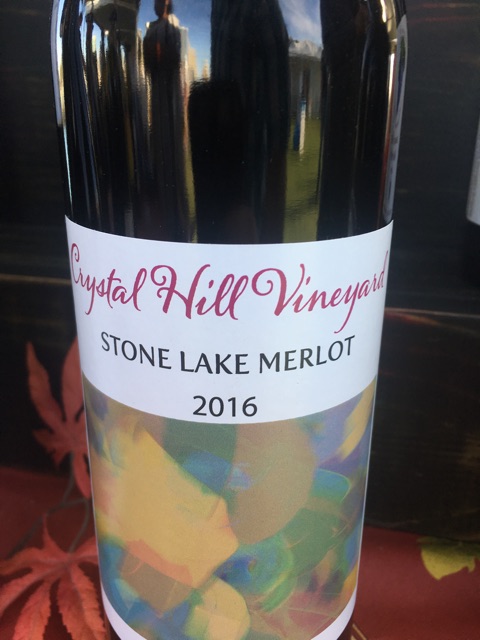 Crystal Hill Vineyard
STONE LAKE MERLOT
2016